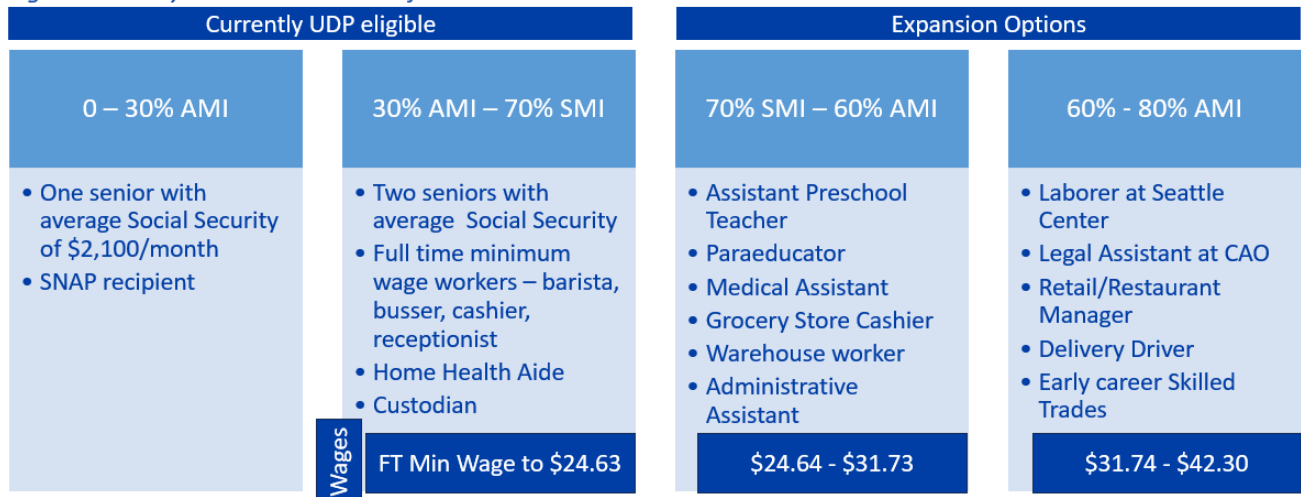 Currently UDP eligible
Expansion Options
0 – 30% AMI
30% AMI – 70% SMI
70% SMI – 60% AMI
60% - 80% AMI
• One senior with
average Social Security
of $2,100/month
• SNAP recipient
• Two seniors with
average Social Security
• Full time minimum
wage workers – barista,
busser, cashier,
receptionist
• Home Health Aide
• Custodian
• Assistant Preschool
Teacher
• Paraeducator
• Medical Assistant
• Grocery Store Cashier
• Warehouse worker
• Administrative
Assistant
• Laborer at Seattle
Center
• Legal Assistant at CAO
• Retail/Restaurant
Manager
• Delivery Driver
• Early career Skilled
Trades
Wages
FT Min Wage to $24.63
$24.64 - $31.73
$31.74 - $42.30